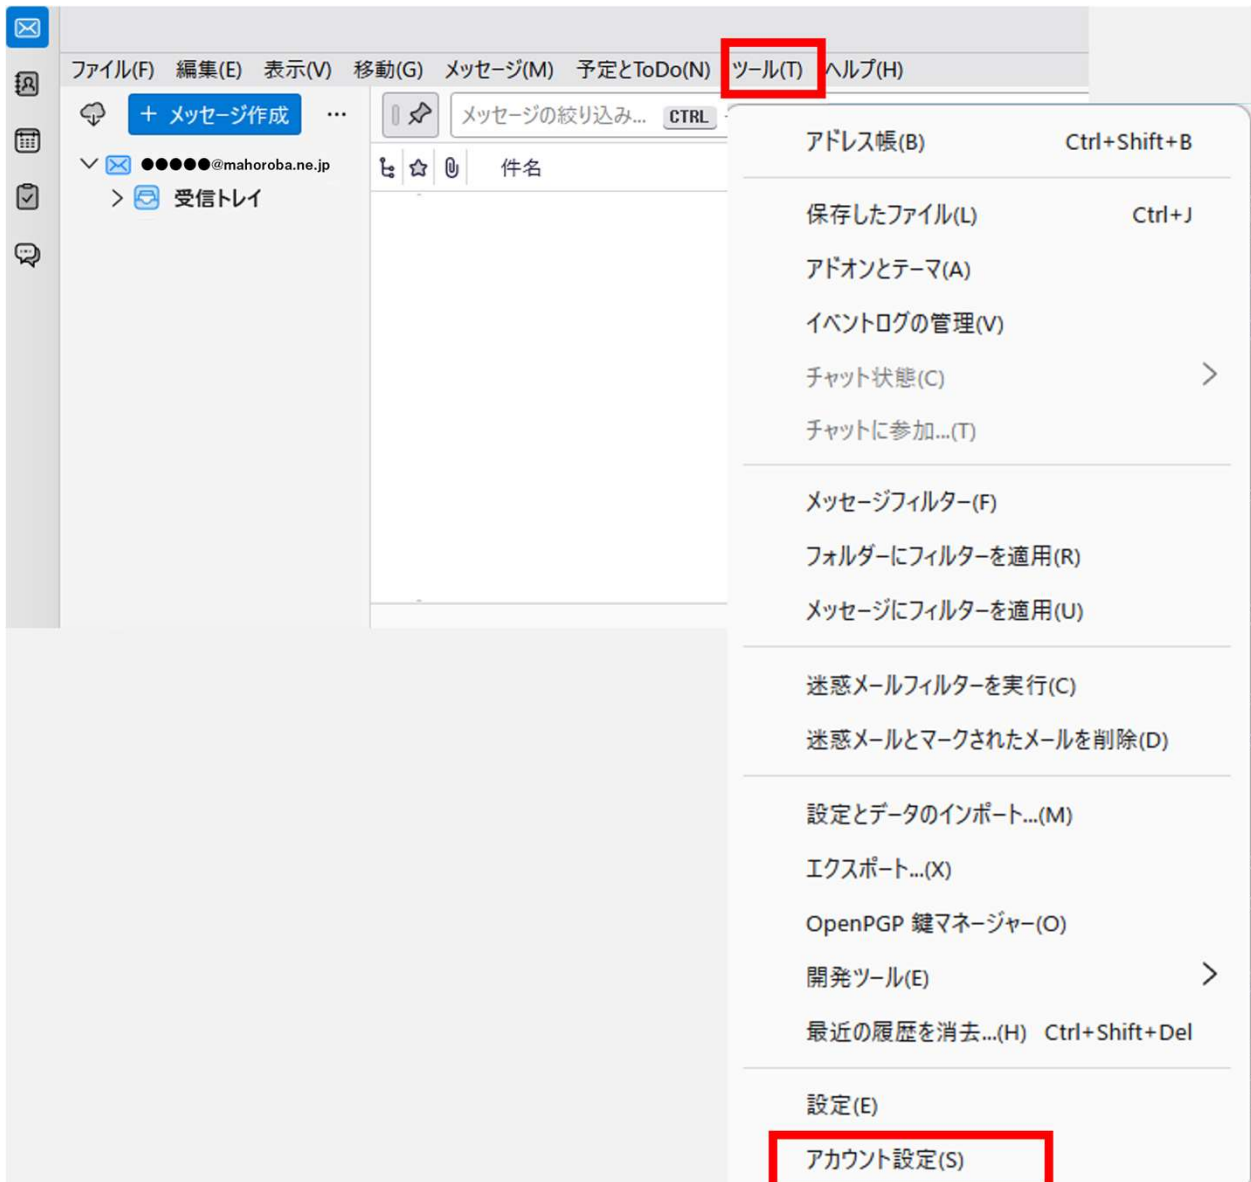 ファイル(F) 編集(E) 表示(V) 移動(G) メッセージ(M) 予定とToDo(N) ツール(T) ヘルプ(H)
+ メッセージ作成 ...
メッセージの絞り込み... CTRL
●●●●●@mahoroba.ne.jp
件名
受信トレイ
アドレス帳(B) Ctrl+Shift+B
保存したファイル(L) Ctrl+J
アドオンとテーマ(A)
イベントログの管理(V)
チャット状態(C)
チャットに参加...(T)
メッセージフィルター(F)
フォルダーにフィルターを適用(R)
メッセージにフィルターを適用(U)
迷惑メールフィルターを実行(C)
迷惑メールとマークされたメールを削除(D)
設定とデータのインポート...(M)
エクスポート...(X)
OpenPGP 鍵マネージャー(O)
開発ツール(E)
最近の履歴を消去...(H) Ctrl+Shift+Del
設定(E)
アカウント設定(S)